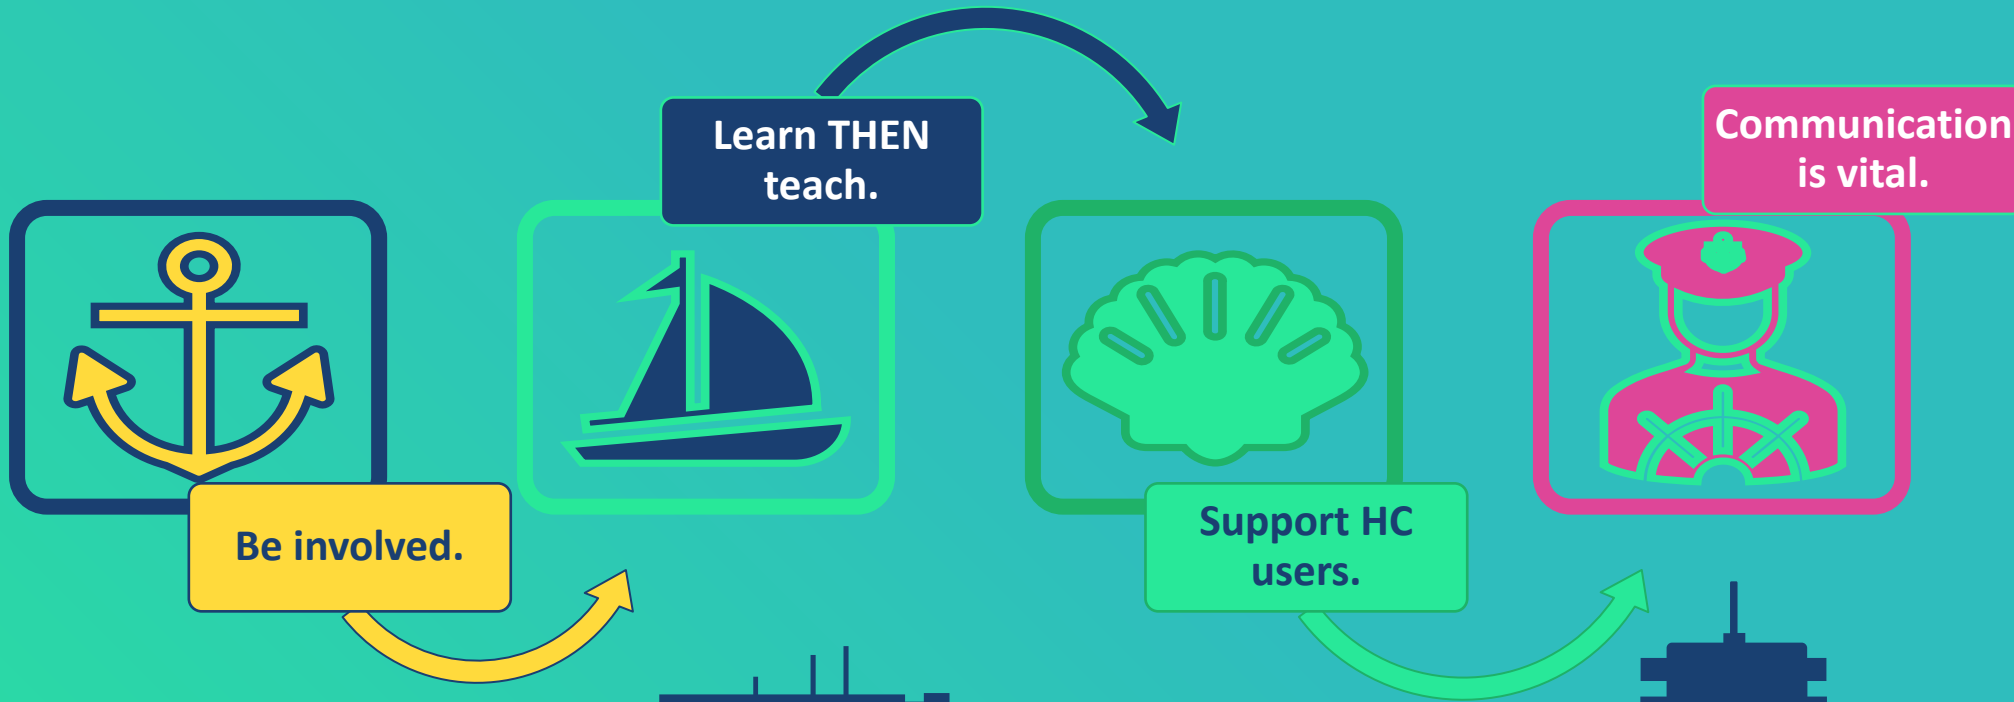 Be involved.
Learn THEN
teach.
Support HC
users.
Communication
is vital.